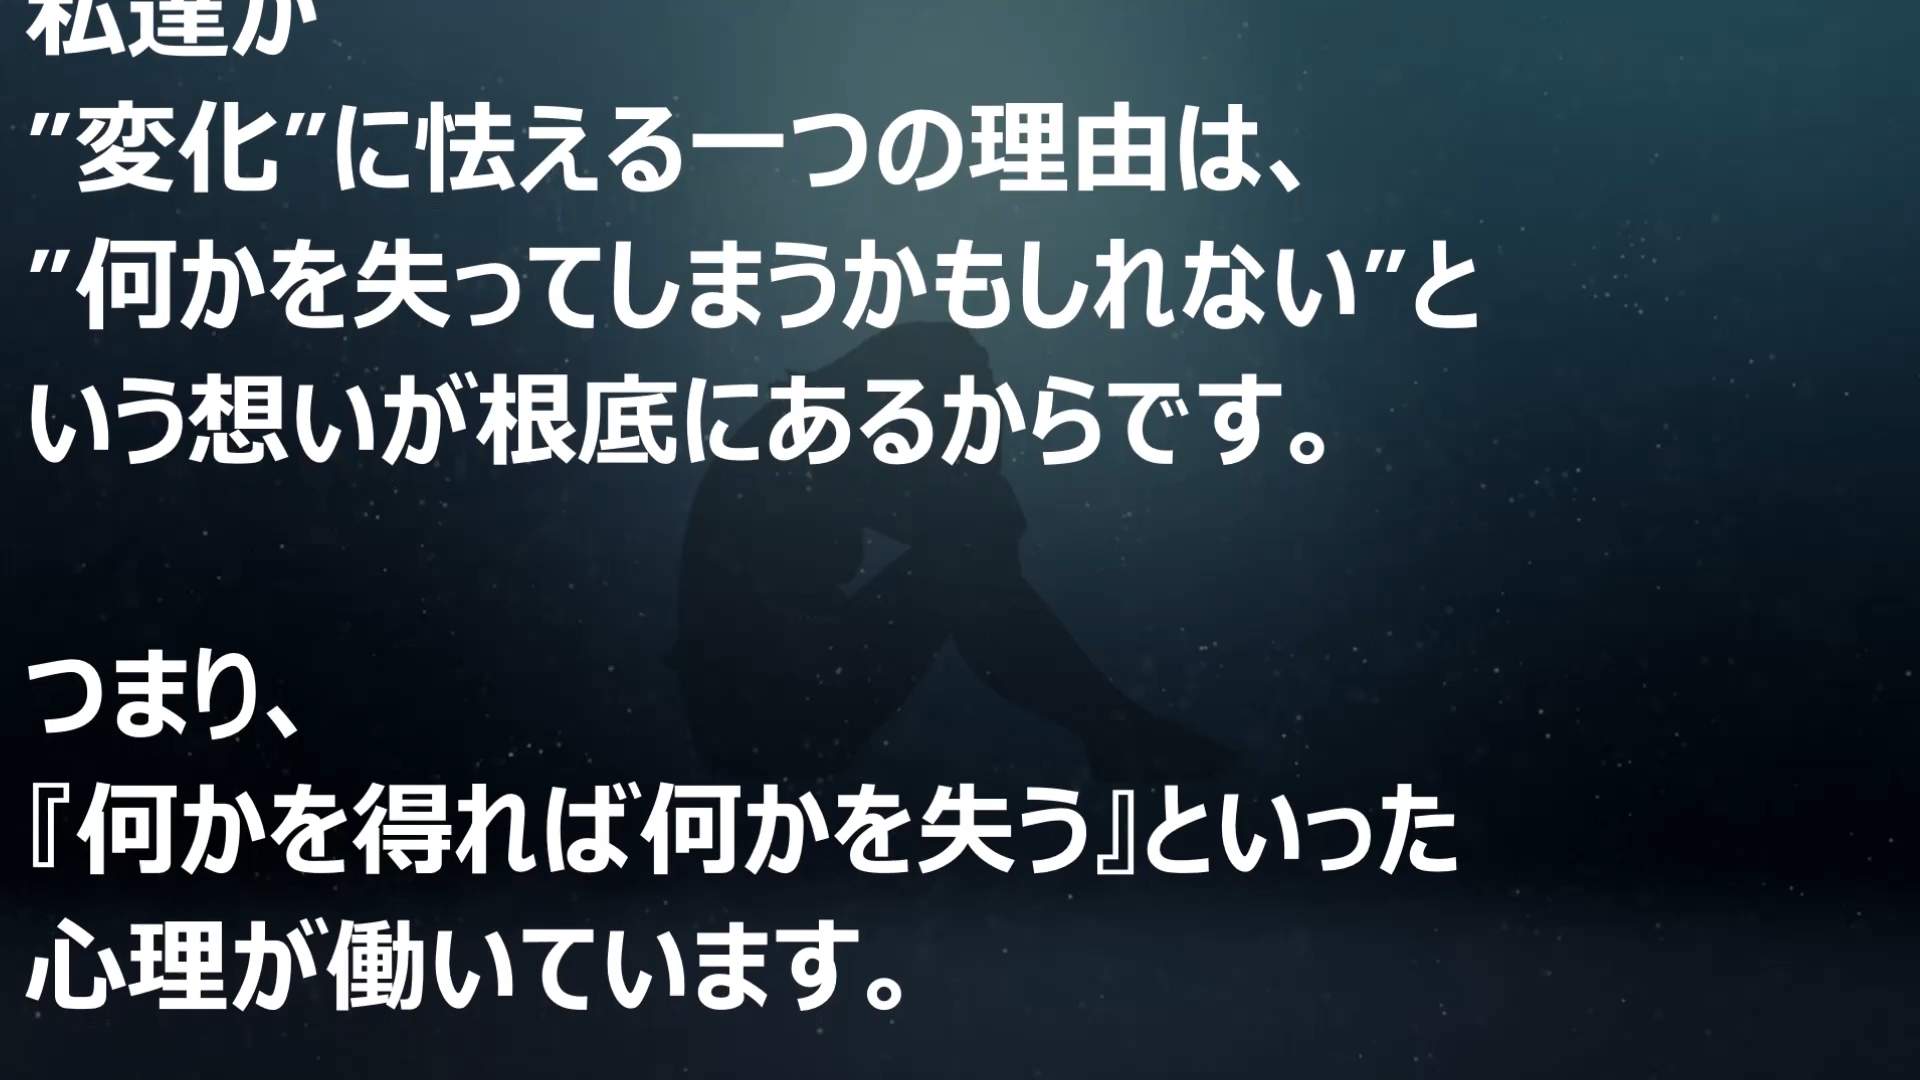 私達が
”変化”に怯える一つの理由は、
”何かを失ってしまうかもしれない”と
いう想いが根底にあるからです。
つまり、
『何かを得れば何かを失う』といった
心理が働いています。